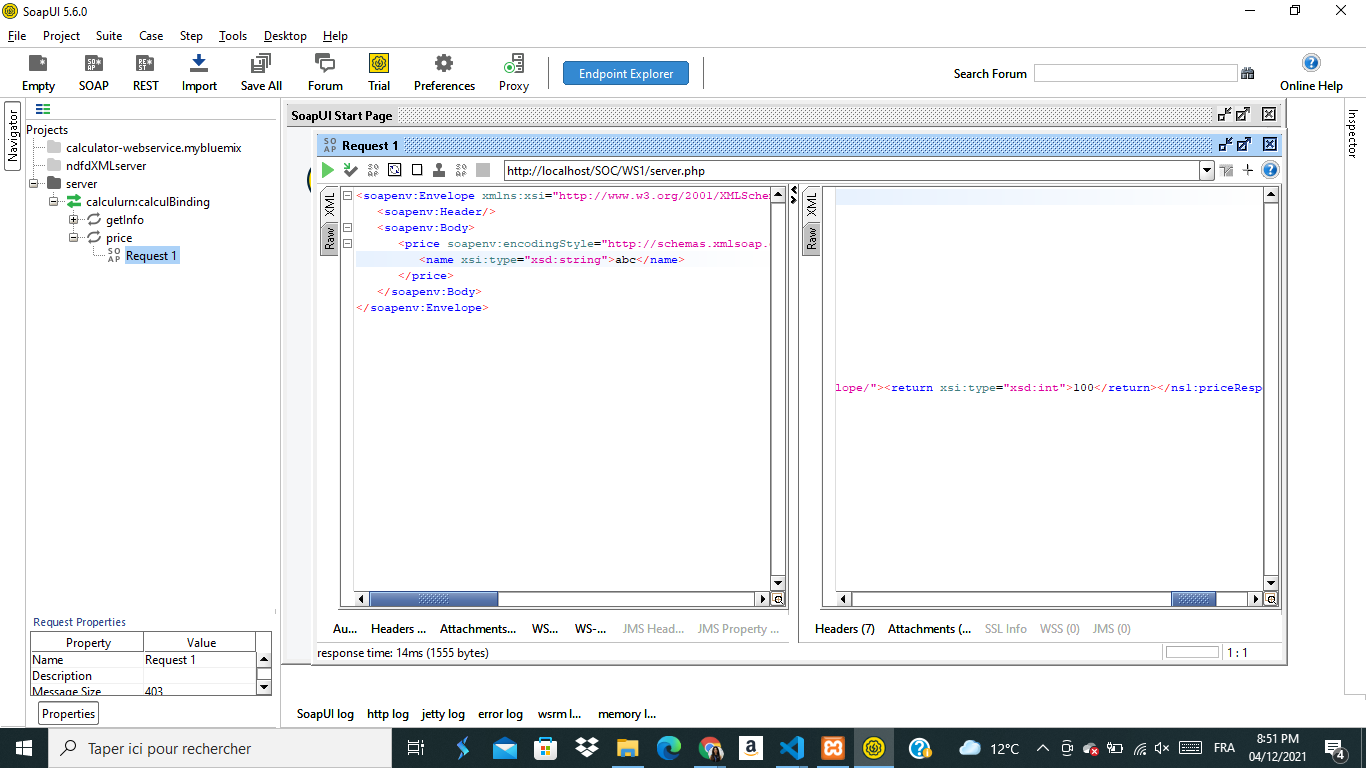 SoapUI 5.6.0
File Project Suite Case Step Tools Desktop Help
Empty SOAP REST Import Save All Forum Trial Preferences Proxy Endpoint Explorer Search Forum Online Help
Navigator
Projects
calculator-webservice.mybluemix
ndfdXMLserver
server
calculurn:calculBinding
getInfo
price
Request 1
SoapUI Start Page
Request 1
http://localhost/SOC/WS1/server.php
XML
Raw
<soapenv:Envelope xmlns:xsi="http://www.w3.org/2001/XMLSche
<soapenv:Header/>
<soapenv:Body>
<price soapenv:encodingStyle="http://schemas.xmlsoap.
<name xsi:type="xsd:string">abc</name>
</price>
</soapenv:Body>
</soapenv:Envelope>
XML
Raw
lope/"><return xsi:type="xsd:int">100</return></ns1:priceResp
Inspector
Au... Headers ... Attachments... WS... WS-... JMS Head... JMS Property ...
Headers (7) Attachments (... SSL Info WSS (0) JMS (0)
response time: 14ms (1555 bytes)
1 : 1
Request Properties
Property Value
Name Request 1
Description
Message Size 403
Properties
SoapUI log http log jetty log error log wsrm l... memory l...
Taper ici pour rechercher
12°C
FRA
8:51 PM
04/12/2021
4